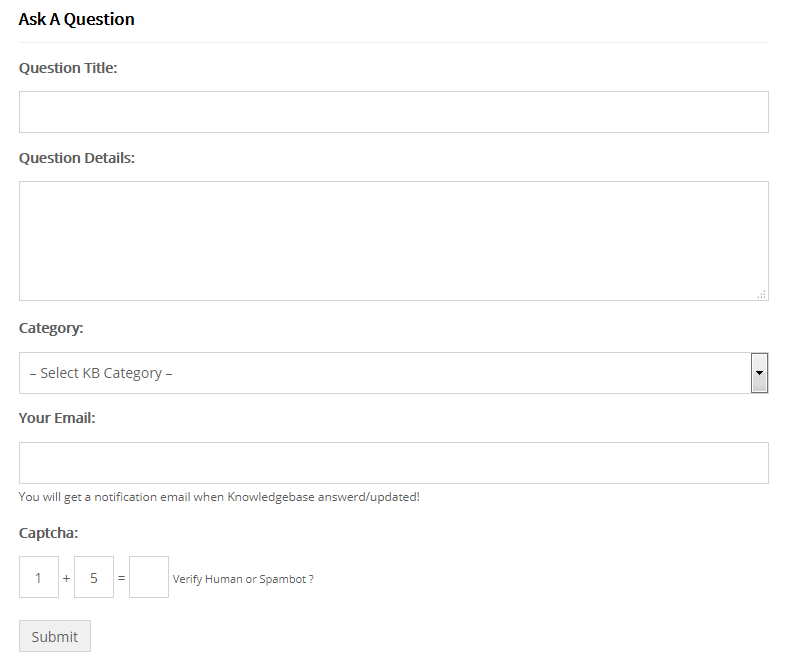 Ask A Question
Question Title:
Question Details:
Category:
– Select KB Category –
Your Email:
You will get a notification email when Knowledgebase answerd/updated!
Captcha:
1 + 5 = Verify Human or Spambot ?
Submit